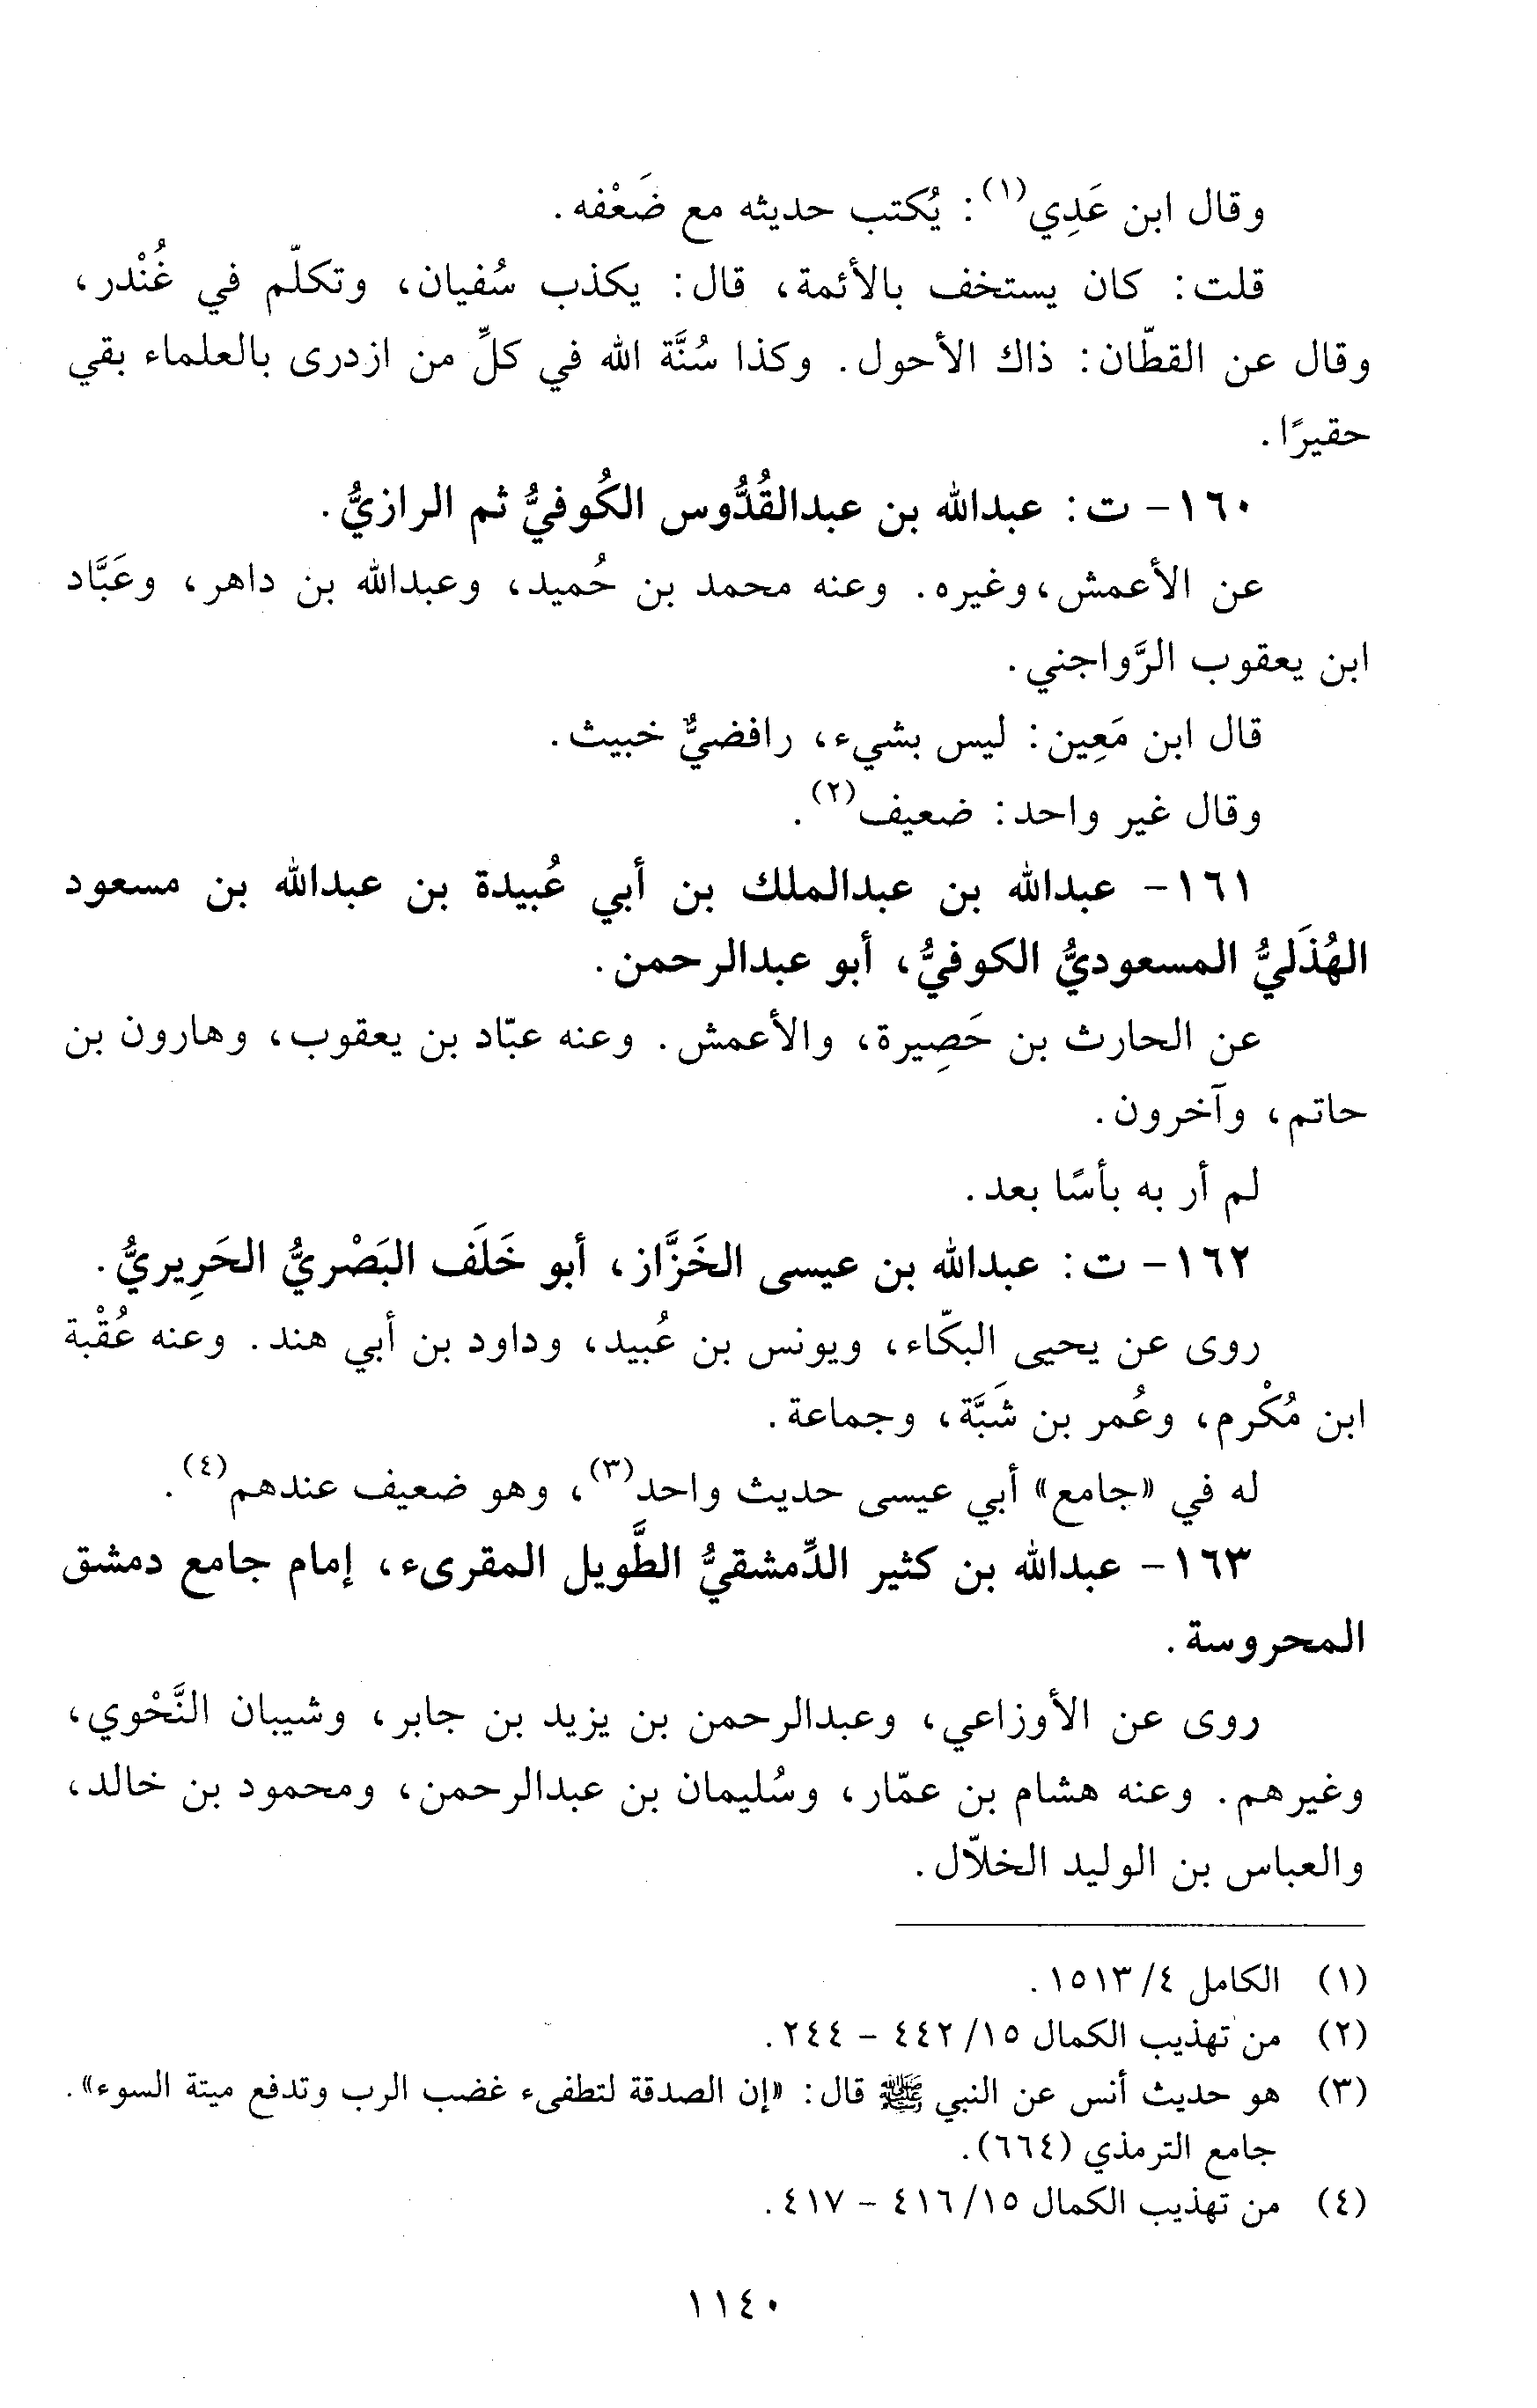 وقال ابن عَدِي(١): يُكتب حديثه مع ضَعْفه.
قلت: كان يستخف بالأئمة، قال: يكذب سُفيان، وتكلّم في غُنْدر،
وقال عن القطّان: ذاك الأحول. وكذا سُنَّة الله في كلِّ من ازدرى بالعلماء بقي
حقيرًا.
١٦٠- ت: عبدالله بن عبدالقُدُّوس الكُوفيُّ ثم الرازيُّ.
عن الأعمش،وغيره. وعنه محمد بن حُميد، وعبدالله بن داهر، وعَبَّاد
ابن يعقوب الرَّواجني.
قال ابن مَعِين: ليس بشيء، رافضيٌّ خبيث.
وقال غير واحد: ضعيف(٢).
١٦١- عبدالله بن عبدالملك بن أبي عُبيدة بن عبدالله بن مسعود
الهُذَليُّ المسعوديُّ الكوفيُّ، أبو عبدالرحمن.
عن الحارث بن حَصِيرة، والأعمش. وعنه عبّاد بن يعقوب، وهارون بن
حاتم، وآخرون.
لم أر به بأسًا بعد.
١٦٢- ت: عبدالله بن عيسى الخَزَّاز، أبو خَلَف البَصْريُّ الحَرِيريُّ.
روى عن يحيى البكّاء، ويونس بن عُبيد، وداود بن أبي هند. وعنه عُقْبة
ابن مُكْرم، وعُمر بن شَبَّة، وجماعة.
له في «جامع» أبي عيسى حديث واحد(٣)، وهو ضعيف عندهم(٤).
١٦٣- عبدالله بن كثير الدِّمشقيُّ الطَّويل المقرىء، إمام جامع دمشق
المحروسة.
روى عن الأوزاعي، وعبدالرحمن بن يزيد بن جابر، وشيبان النَّحْوي،
وغيرهم. وعنه هشام بن عمّار، وسُليمان بن عبدالرحمن، ومحمود بن خالد،
والعباس بن الوليد الخلاّل.
(١) الكامل ٤/ ١٥١٣.
(٢) من تهذيب الكمال ١٥/ ٤٤٢ - ٢٤٤.
(٣) هو حديث أنس عن النبي ﷺ قال: «إن الصدقة لتطفىء غضب الرب وتدفع ميتة السوء».
جامع الترمذي (٦٦٤).
(٤) من تهذيب الكمال ١٥/ ٤١٦ - ٤١٧.
١١٤٠